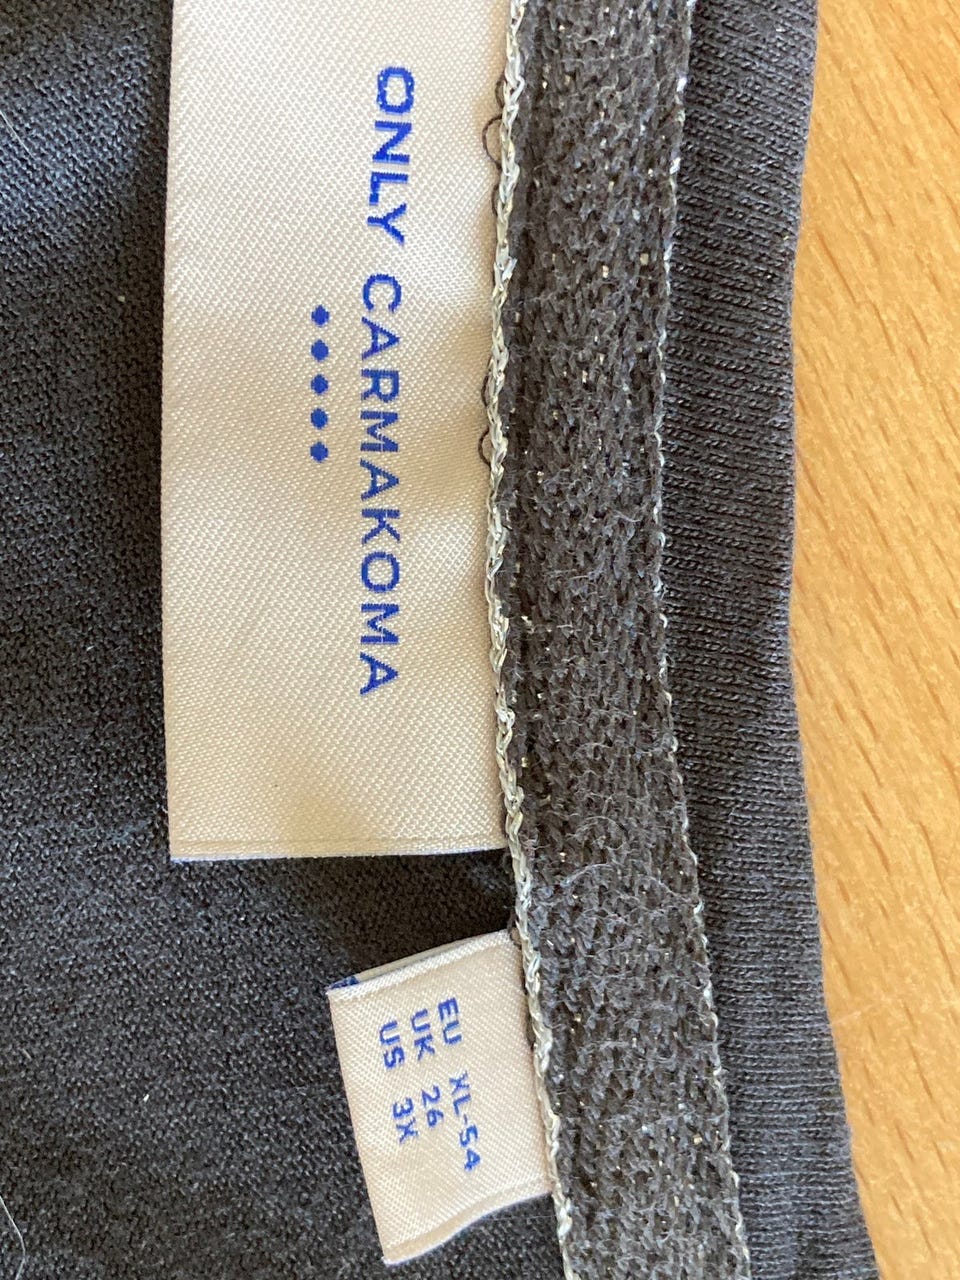 ONLY CARMAKOMA
•••••
EU XL-54
UK 26
US 3X